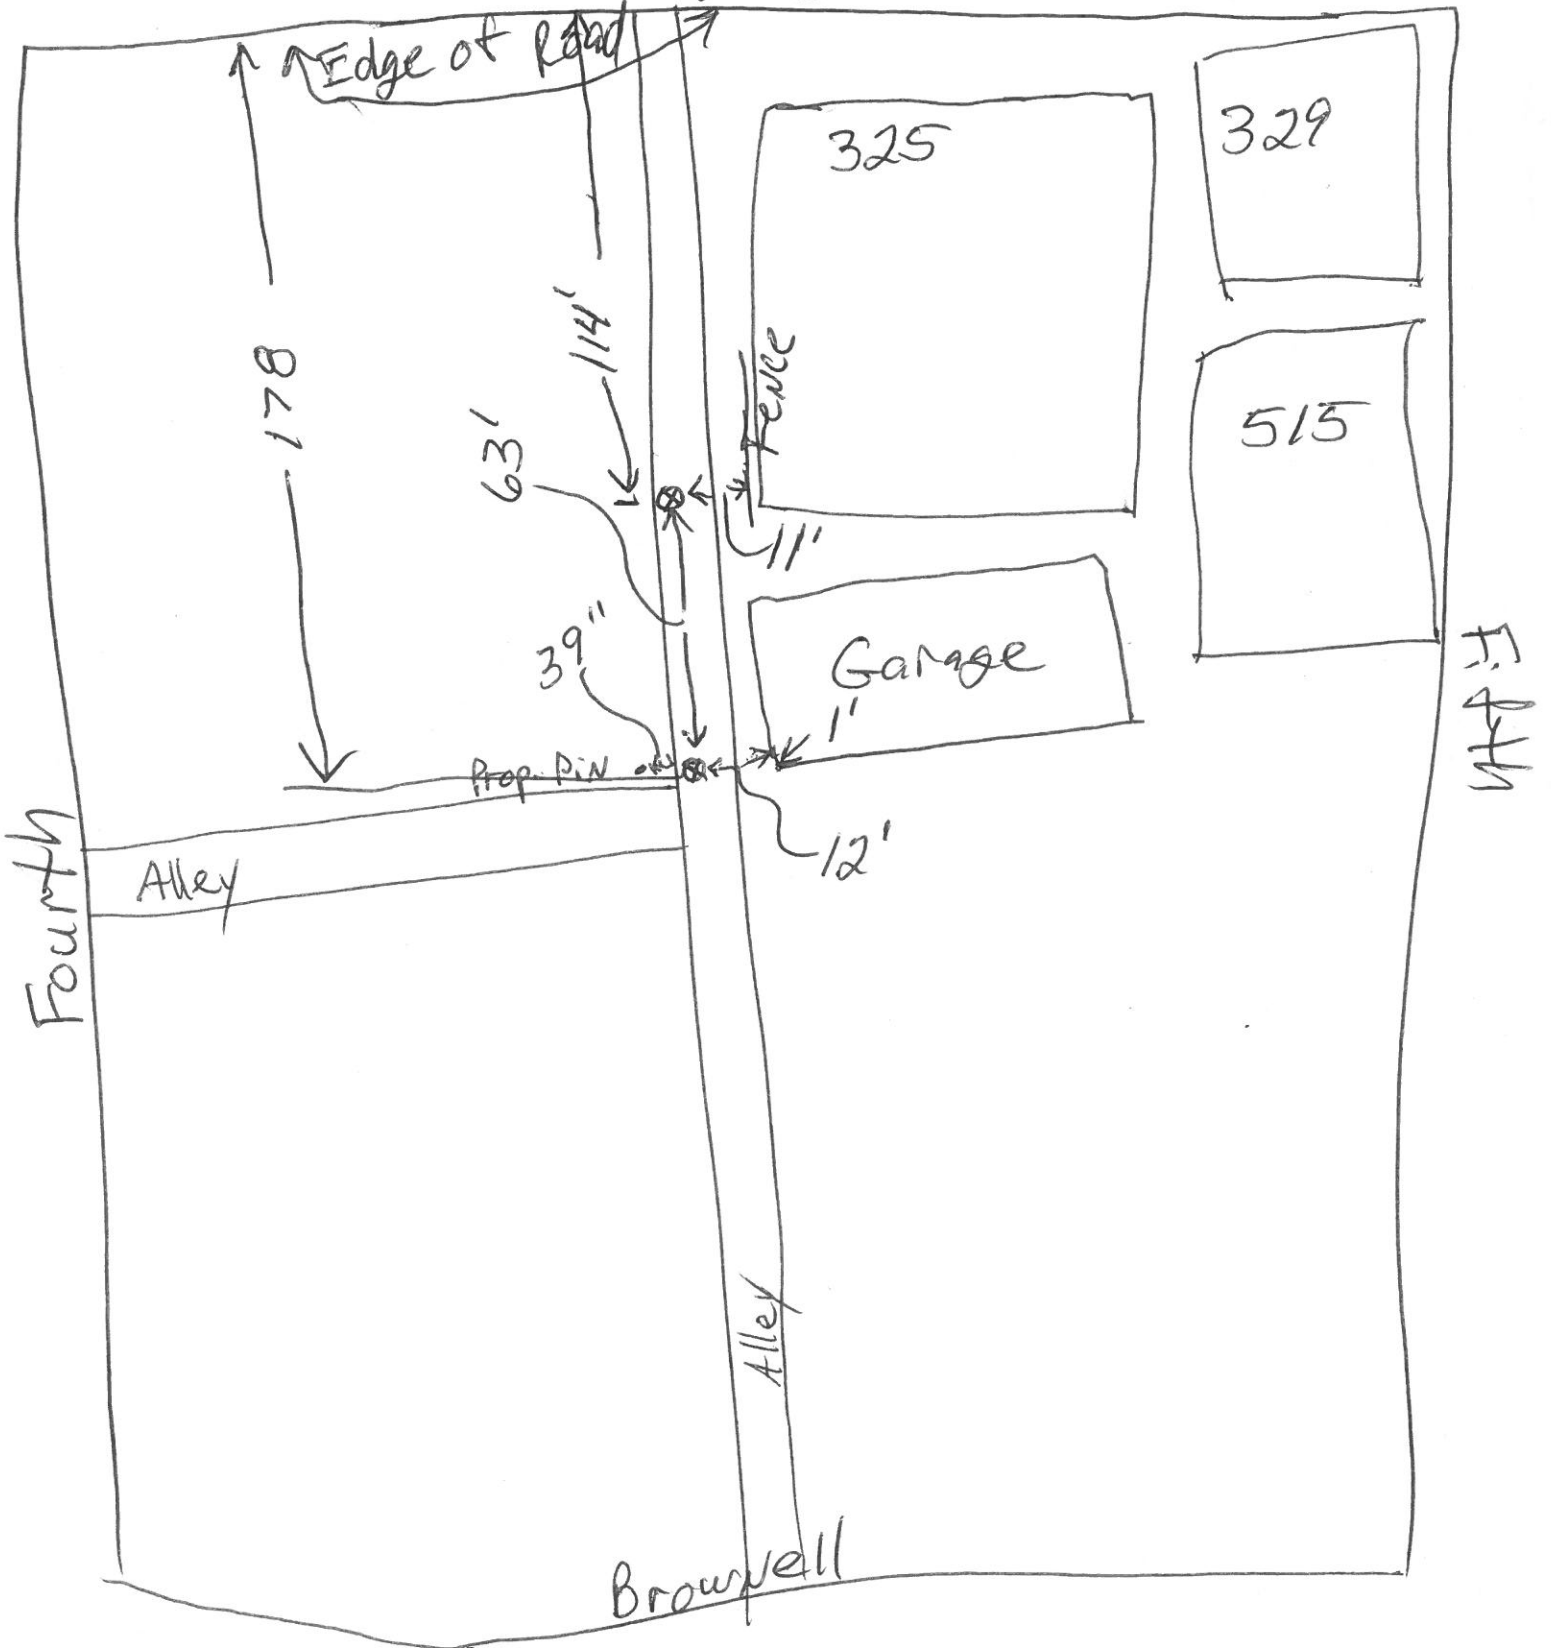 Edge of Road
325
329
178
114'
Fence
63'
515
11'
39"
Garage
1'
Prop. Pin
12'
Fourth
Alley
Fifth
Alley
Brownell